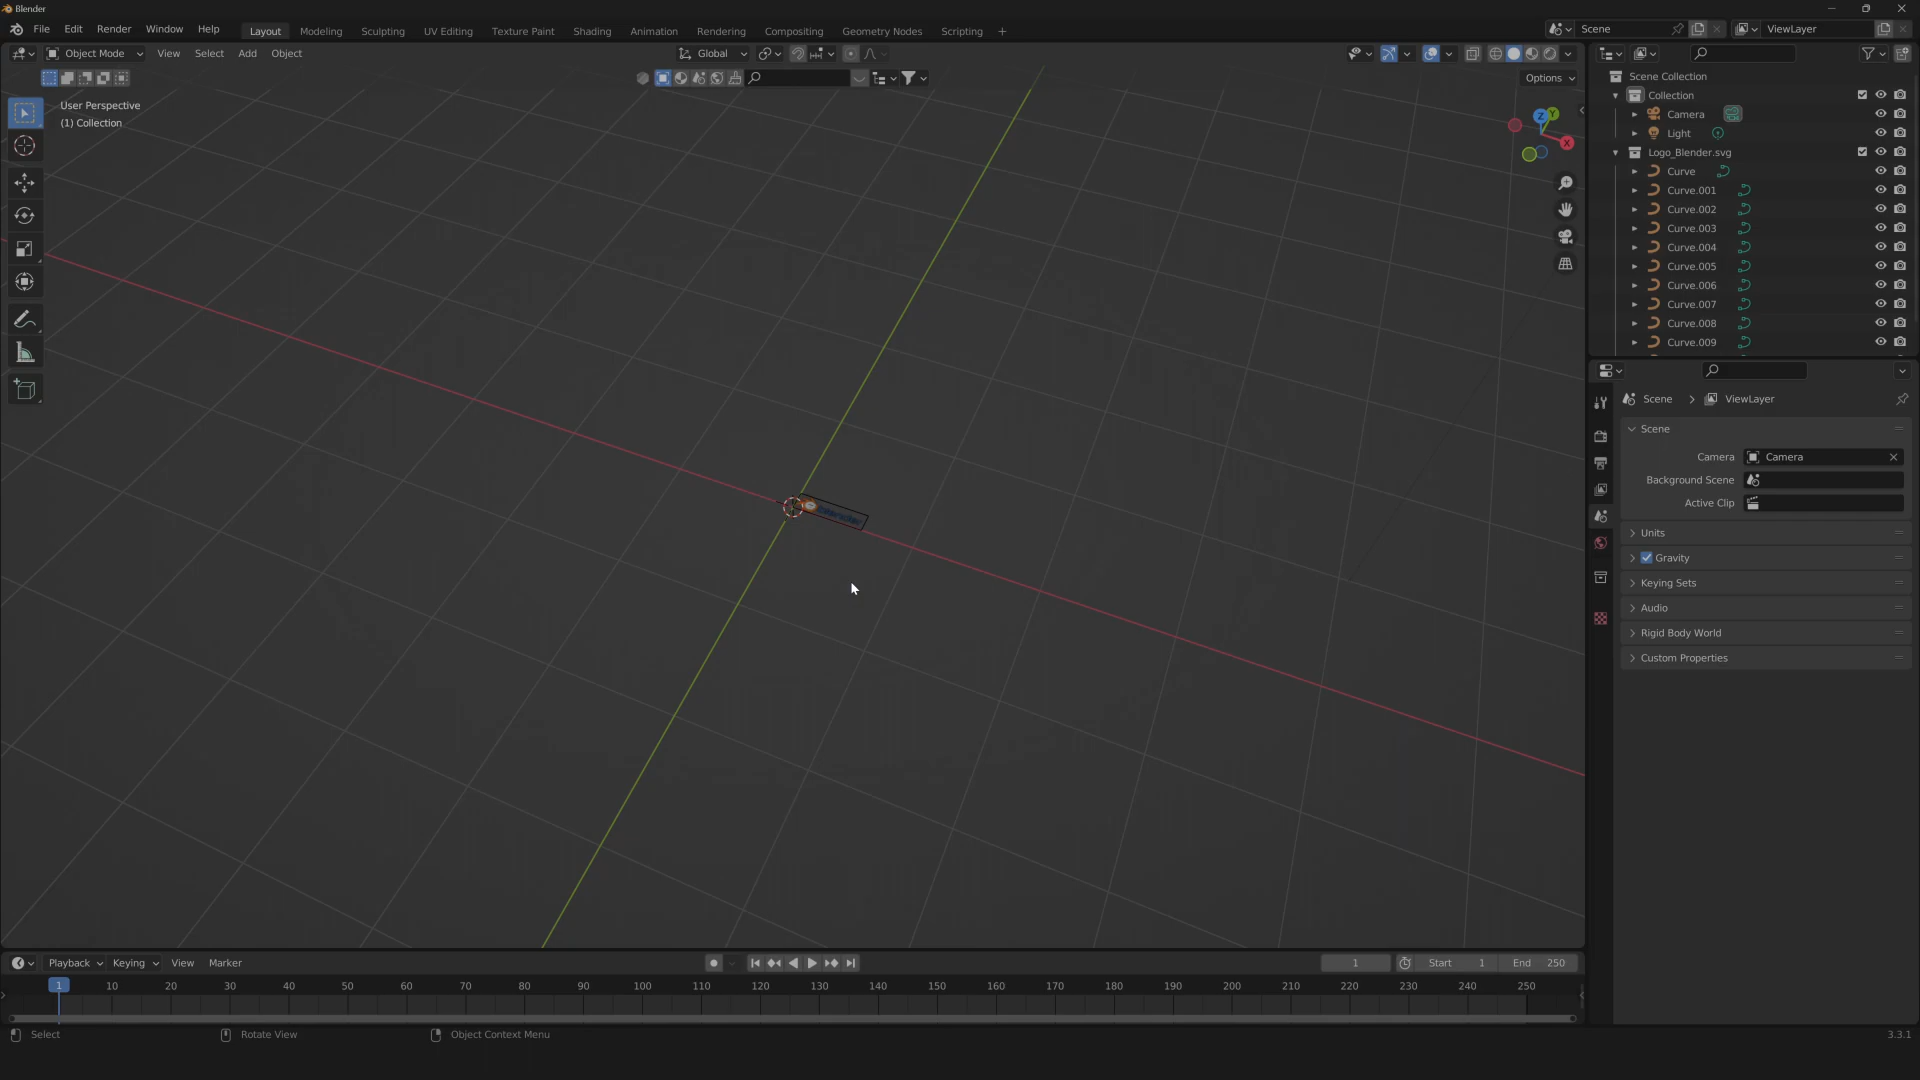 Blender
File Edit Render Window Help Layout Modeling Sculpting UV Editing Texture Paint Shading Animation Rendering Compositing Geometry Nodes Scripting + Scene ViewLayer
Object Mode View Select Add Object Global
Options
User Perspective
(1) Collection
Z Y X
blender
Scene Collection
Collection
Camera
Light
Logo_Blender.svg
Curve
Curve.001
Curve.002
Curve.003
Curve.004
Curve.005
Curve.006
Curve.007
Curve.008
Curve.009
Scene > ViewLayer
Scene
Camera Camera
Background Scene
Active Clip
Units
Gravity
Keying Sets
Audio
Rigid Body World
Custom Properties
Playback Keying View Marker 1 Start 1 End 250
1 10 20 30 40 50 60 70 80 90 100 110 120 130 140 150 160 170 180 190 200 210 220 230 240 250
Select Rotate View Object Context Menu 3.3.1